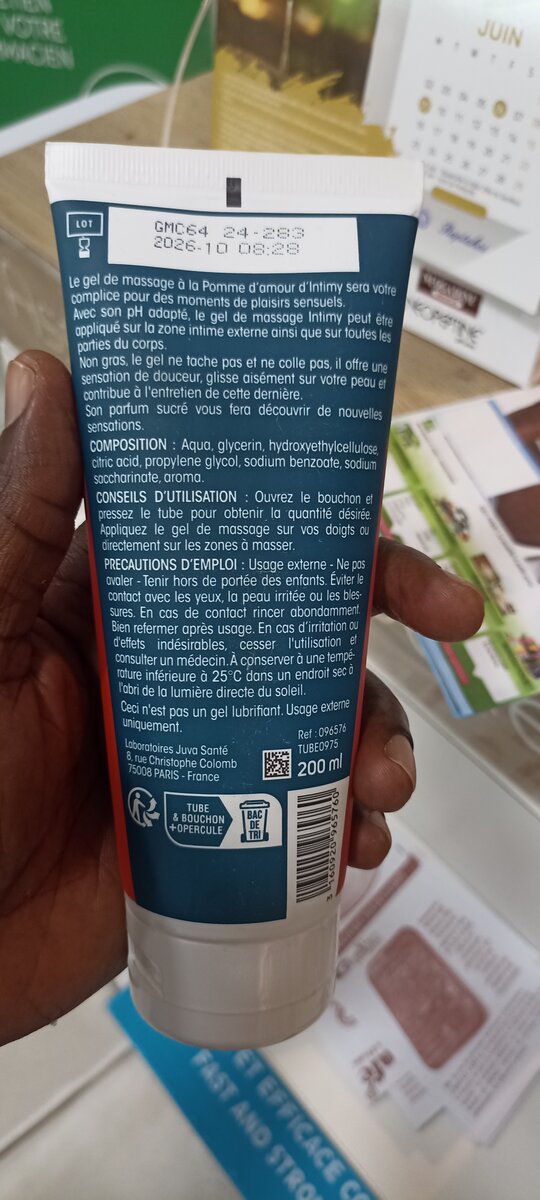 VOTRE
JUIN
LOT
GMC64 24-283
2026-10 08:28
Le gel de massage à la Pomme d'amour d'Intimy sera votre
complice pour des moments de plaisirs sensuels.
Avec son pH adapté, le gel de massage Intimy peut être
appliqué sur la zone intime externe ainsi que sur toutes les
parties du corps.
Non gras, le gel ne tache pas et ne colle pas, il offre une
sensation de douceur, glisse aisément sur votre peau et
contribue à l'entretien de cette dernière.
Son parfum sucré vous fera découvrir de nouvelles
sensations.
COMPOSITION : Aqua, glycerin, hydroxyethylcellulose,
citric acid, propylene glycol, sodium benzoate, sodium
saccharinate, aroma.
CONSEILS D'UTILISATION : Ouvrez le bouchon et
pressez le tube pour obtenir la quantité désirée.
Appliquez le gel de massage sur vos doigts ou
directement sur les zones à masser.
PRECAUTIONS D'EMPLOI : Usage externe - Ne pas
avaler - Tenir hors de portée des enfants. Éviter le
contact avec les yeux, la peau irritée ou les bles-
sures. En cas de contact rincer abondamment.
Bien refermer après usage. En cas d'irritation ou
d'effets indésirables, cesser l'utilisation et
consulter un médecin. À conserver à une tempé-
rature inférieure à 25°C dans un endroit sec à
l'abri de la lumière directe du soleil.
Ceci n'est pas un gel lubrifiant. Usage externe
uniquement.
Laboratoires Juva Santé
8, rue Christophe Colomb
75008 PARIS - France
Ref : 096576
TUBE0975
200 ml
TUBE
& BOUCHON
+OPERCULE
BAC
DE
TRI
3 160920 965760
ET EFFICACE CO
FAST AND STRO